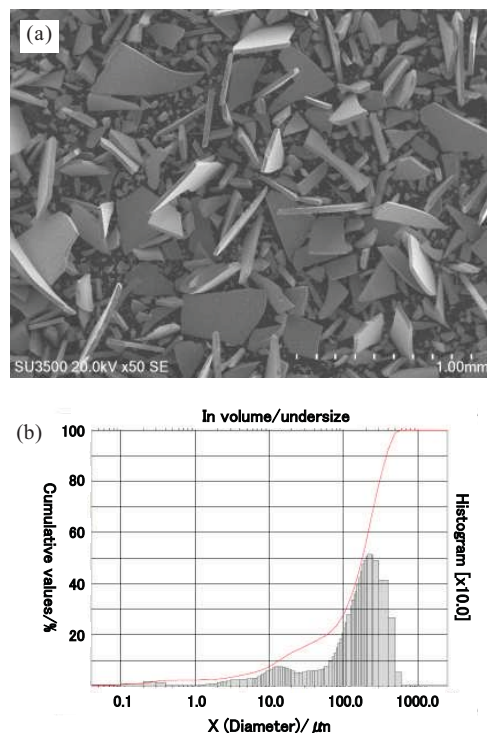 (a)
SU3500 20.0kV x50 SE
1.00mm
(b)
In volume/undersize
100
80
60
40
20
Cumulative values/%
Histogram [x10.0]
0.1 1.0 10.0 100.0 1000.0
X (Diameter)/ μm